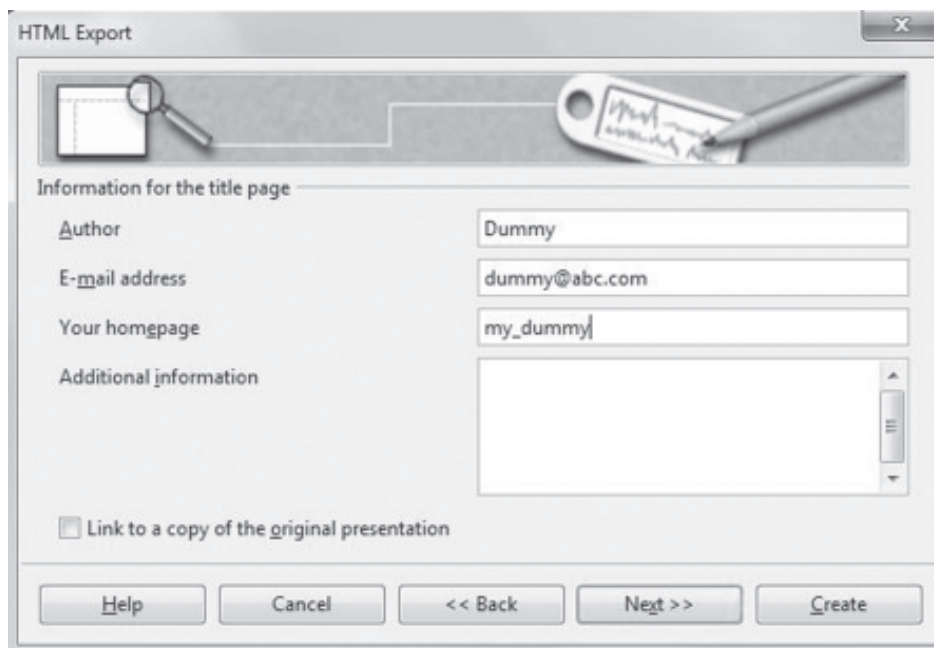 HTML Export
Information for the title page
Author Dummy
E-mail address dummy@abc.com
Your homepage my_dummy
Additional information
Link to a copy of the original presentation
Help Cancel << Back Next >> Create